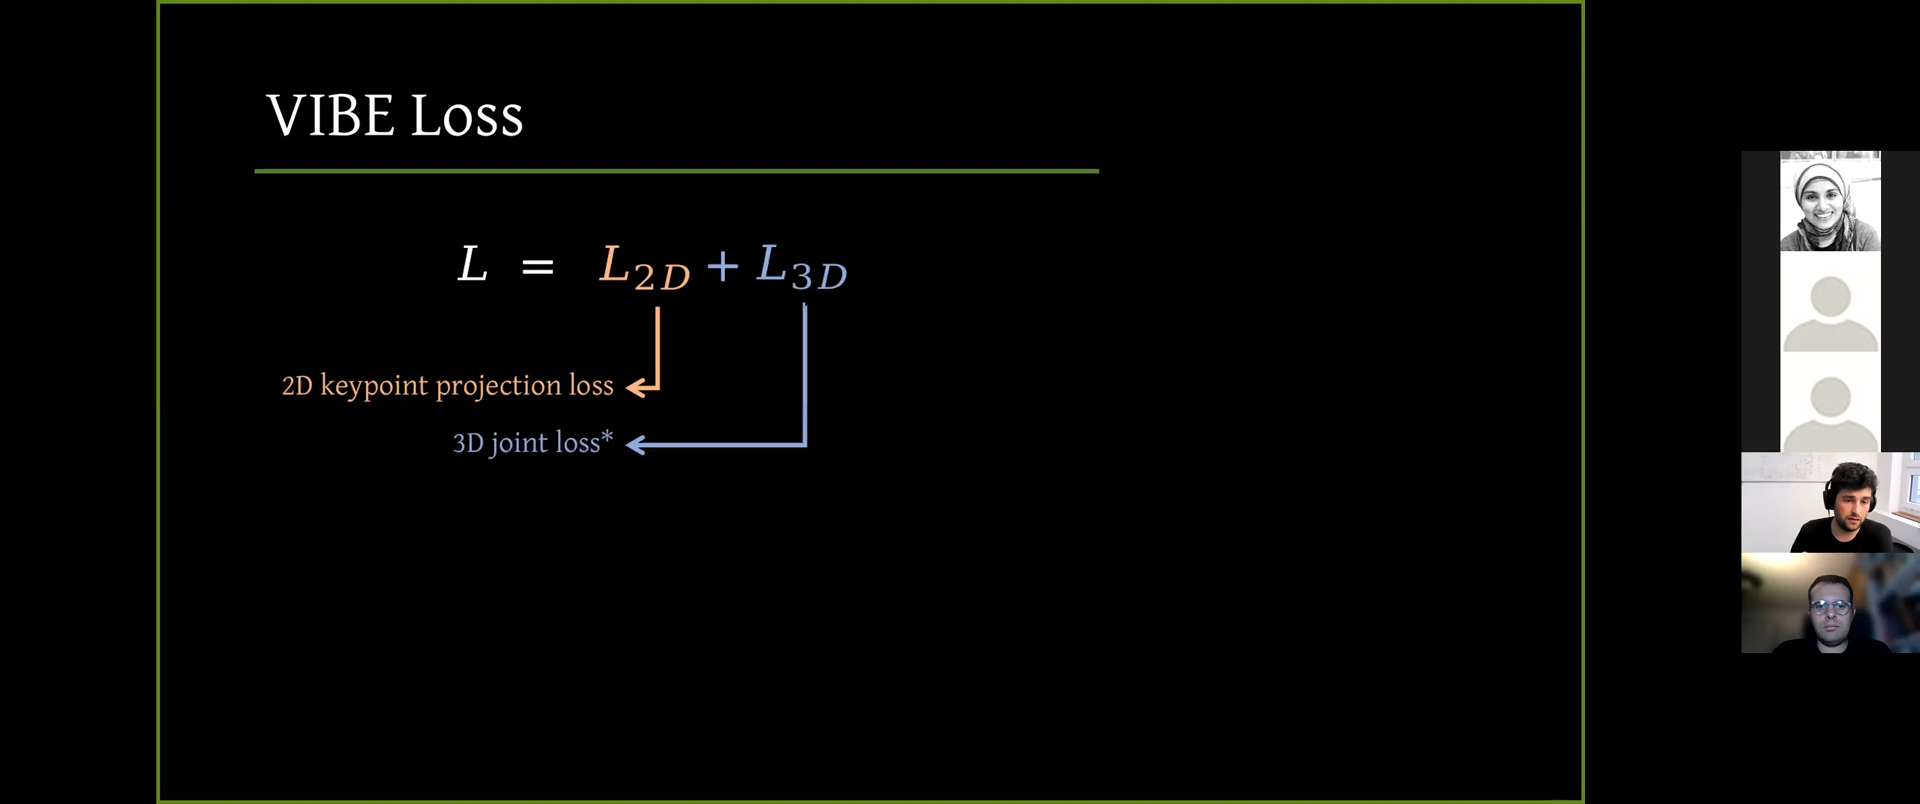 VIBE Loss
L = L2D + L3D
2D keypoint projection loss
3D joint loss*